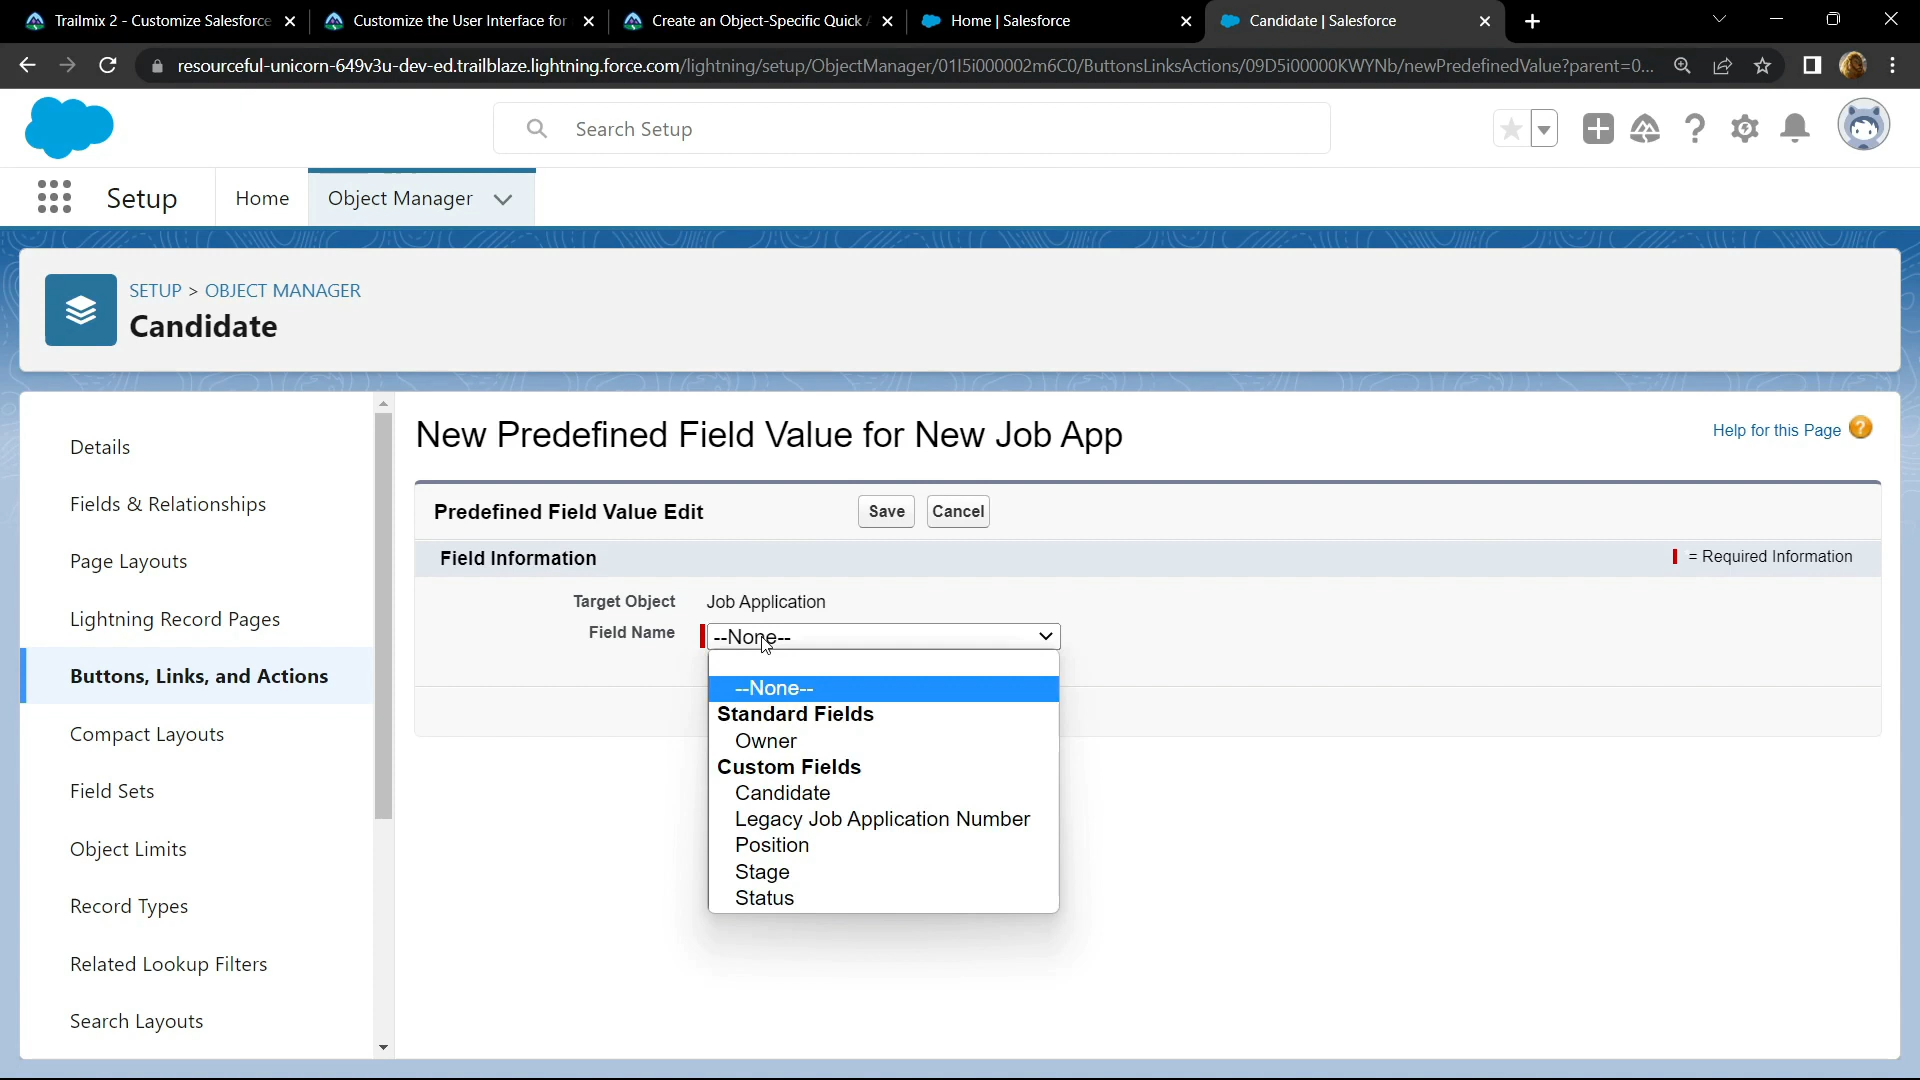 Trailmix 2 - Customize Salesforce
Customize the User Interface for
Create an Object-Specific Quick
Home | Salesforce
Candidate | Salesforce
resourceful-unicorn-649v3u-dev-ed.trailblaze.lightning.force.com/lightning/setup/ObjectManager/01I5i000002m6C0/ButtonsLinksActions/09D5i00000KWYNb/newPredefinedValue?parent=0...
Search Setup
Setup
Home
Object Manager
SETUP > OBJECT MANAGER
Candidate
Details
Fields & Relationships
Page Layouts
Lightning Record Pages
Buttons, Links, and Actions
Compact Layouts
Field Sets
Object Limits
Record Types
Related Lookup Filters
Search Layouts
New Predefined Field Value for New Job App
Help for this Page
Predefined Field Value Edit
Save
Cancel
Field Information
= Required Information
Target Object
Job Application
Field Name
--None--
--None--
Standard Fields
Owner
Custom Fields
Candidate
Legacy Job Application Number
Position
Stage
Status